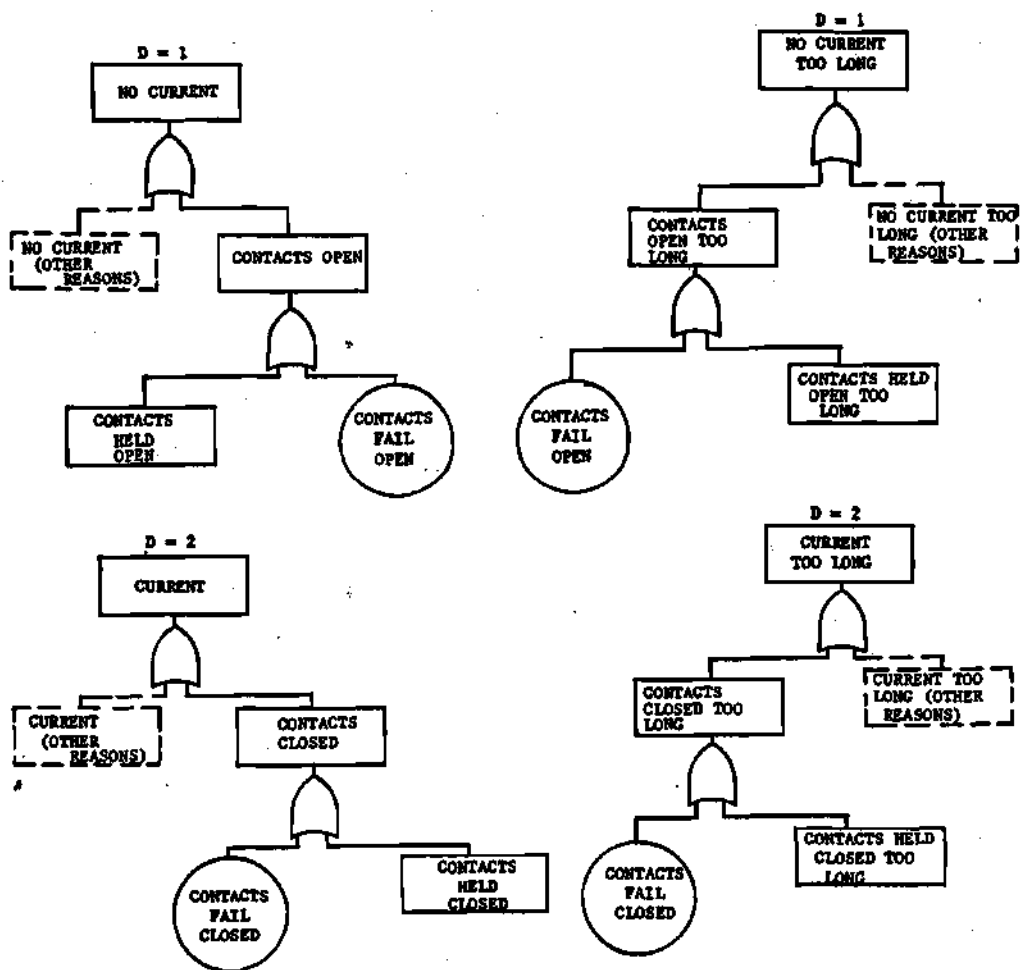 D = 1
NO CURRENT
NO CURRENT
(OTHER
REASONS)
CONTACTS OPEN
CONTACTS
HELD
OPEN
CONTACTS
FAIL
OPEN
D = 1
NO CURRENT
TOO LONG
CONTACTS
OPEN TOO
LONG
NO CURRENT TOO
LONG (OTHER
REASONS)
CONTACTS
FAIL
OPEN
CONTACTS HELD
OPEN TOO
LONG
D = 2
CURRENT
CURRENT
(OTHER
REASONS)
CONTACTS
CLOSED
CONTACTS
FAIL
CLOSED
CONTACTS
HELD
CLOSED
D = 2
CURRENT
TOO LONG
CONTACTS
CLOSED TOO
LONG
CURRENT TOO
LONG (OTHER
REASONS)
CONTACTS
FAIL
CLOSED
CONTACTS HELD
CLOSED TOO
LONG